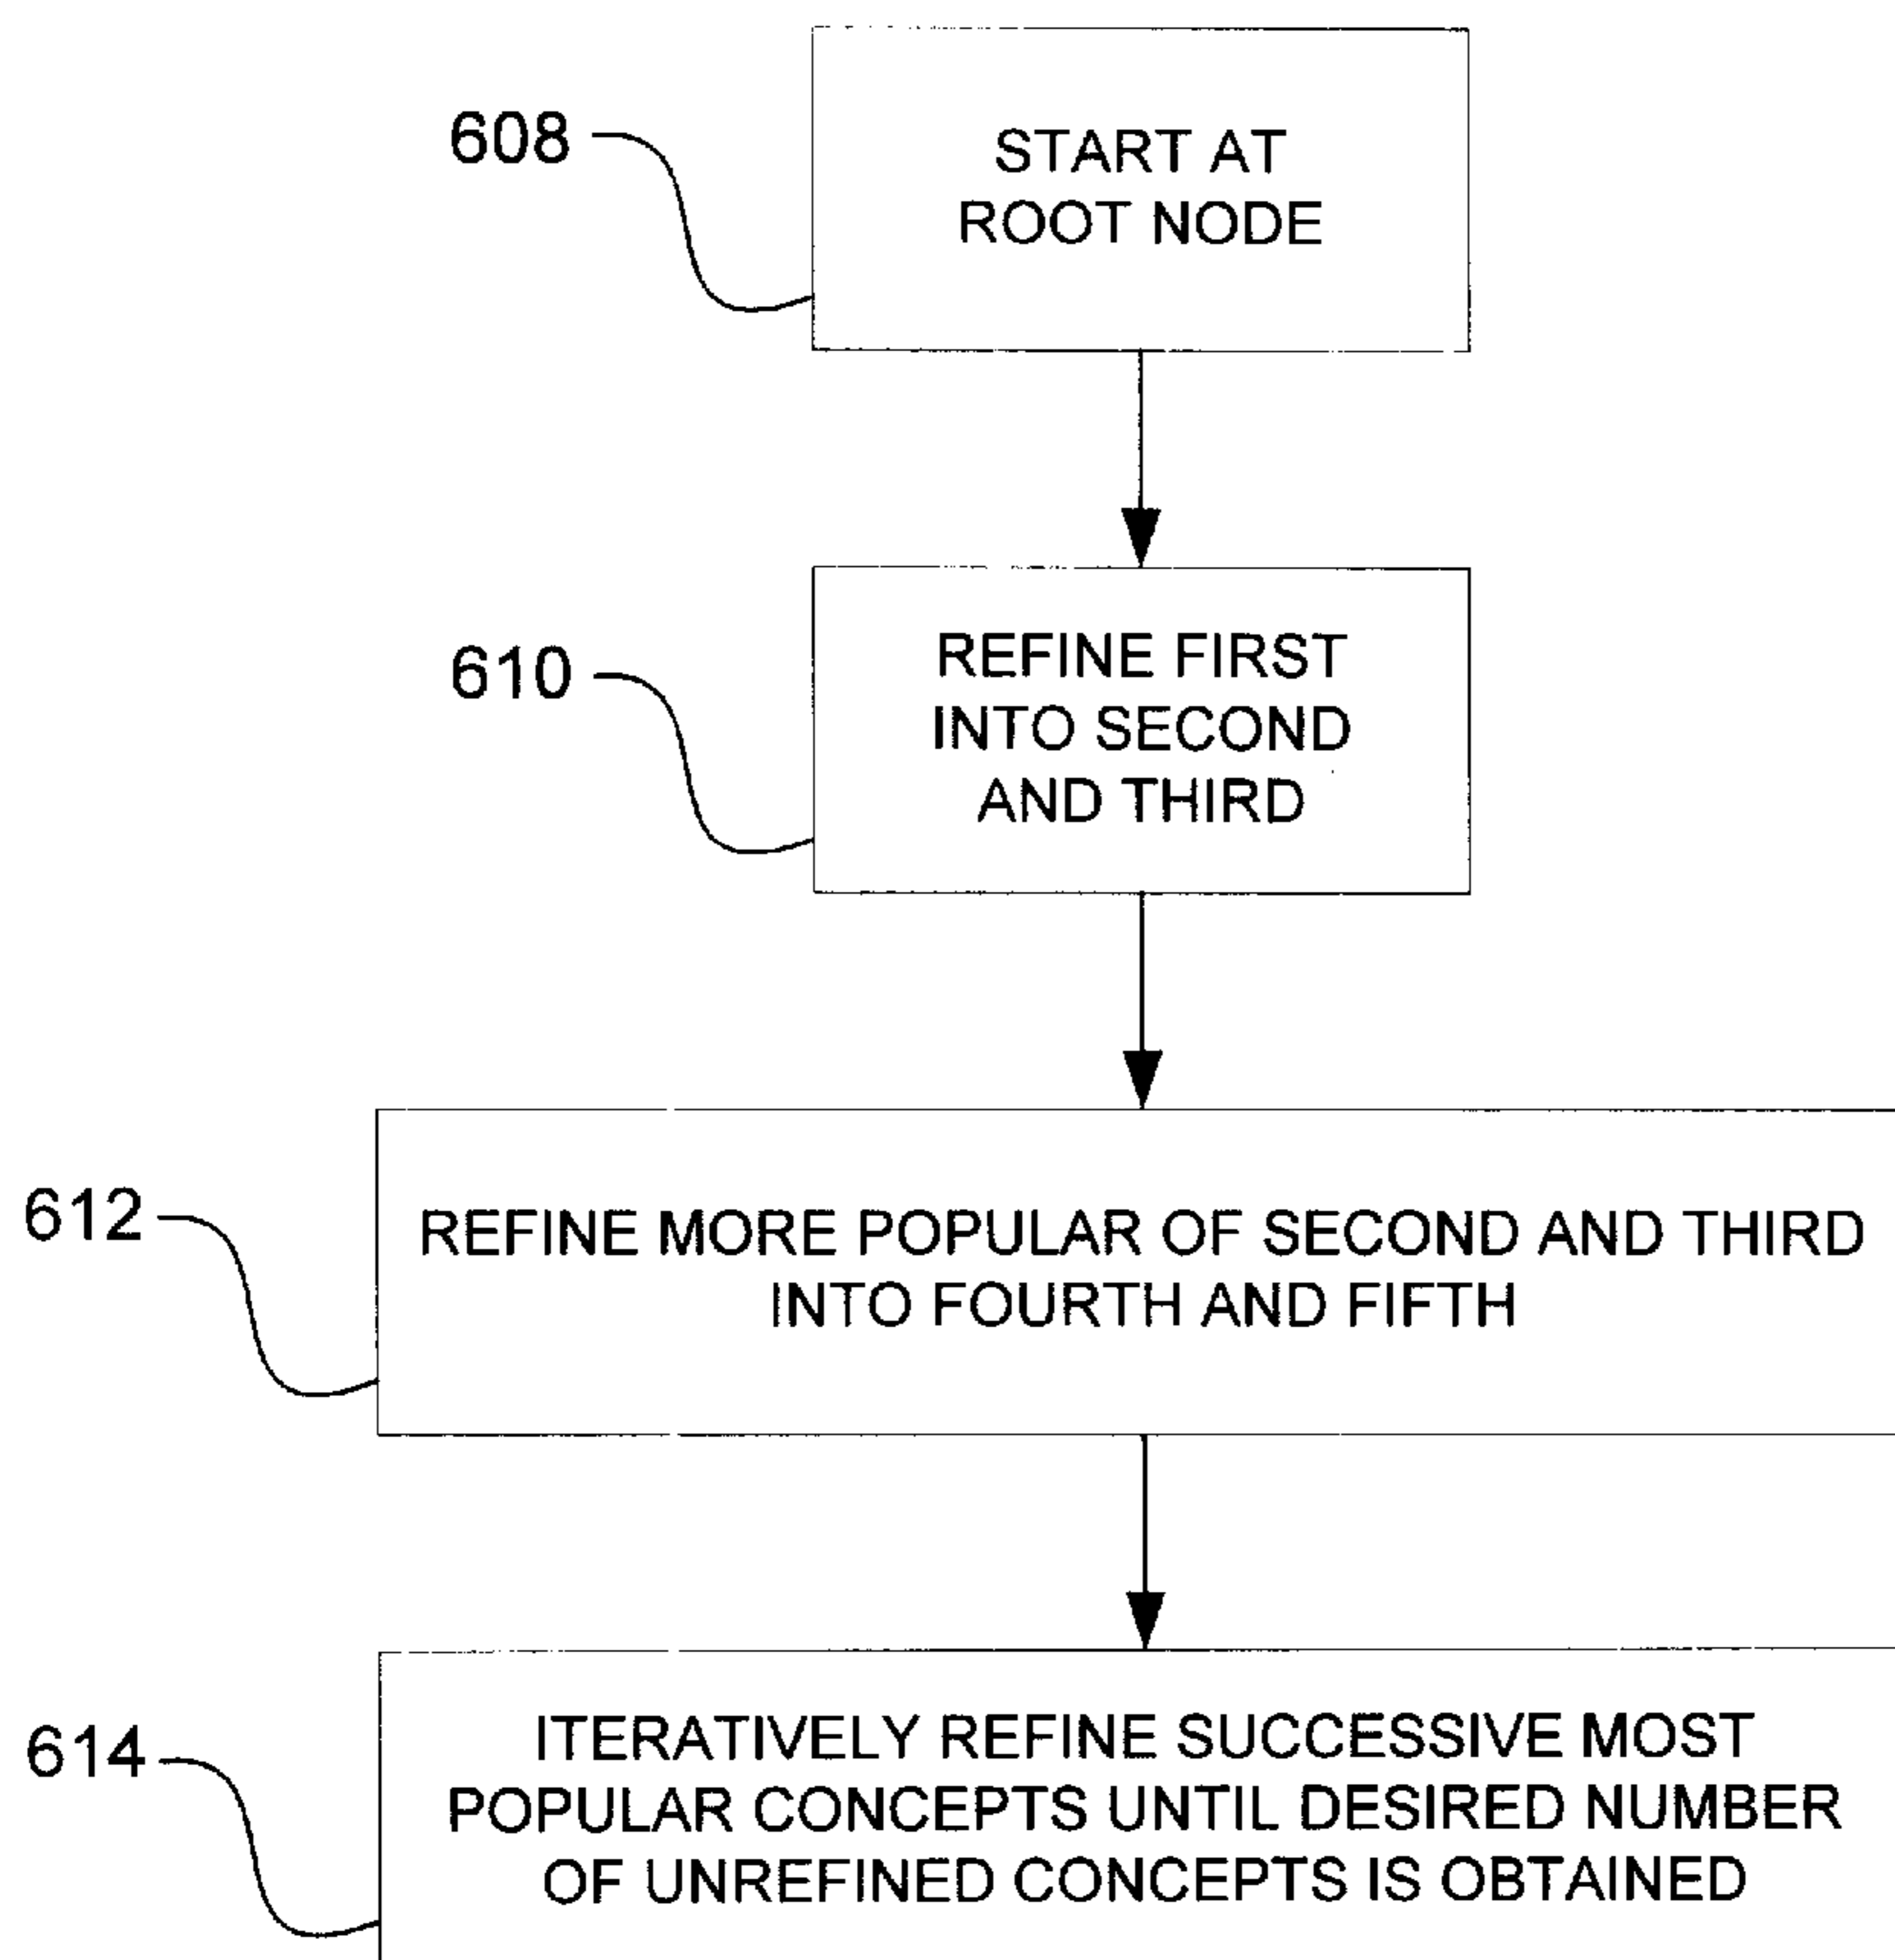 608
START AT
ROOT NODE
610
REFINE FIRST
INTO SECOND
AND THIRD
612
REFINE MORE POPULAR OF SECOND AND THIRD
INTO FOURTH AND FIFTH
614
ITERATIVELY REFINE SUCCESSIVE MOST
POPULAR CONCEPTS UNTIL DESIRED NUMBER
OF UNREFINED CONCEPTS IS OBTAINED